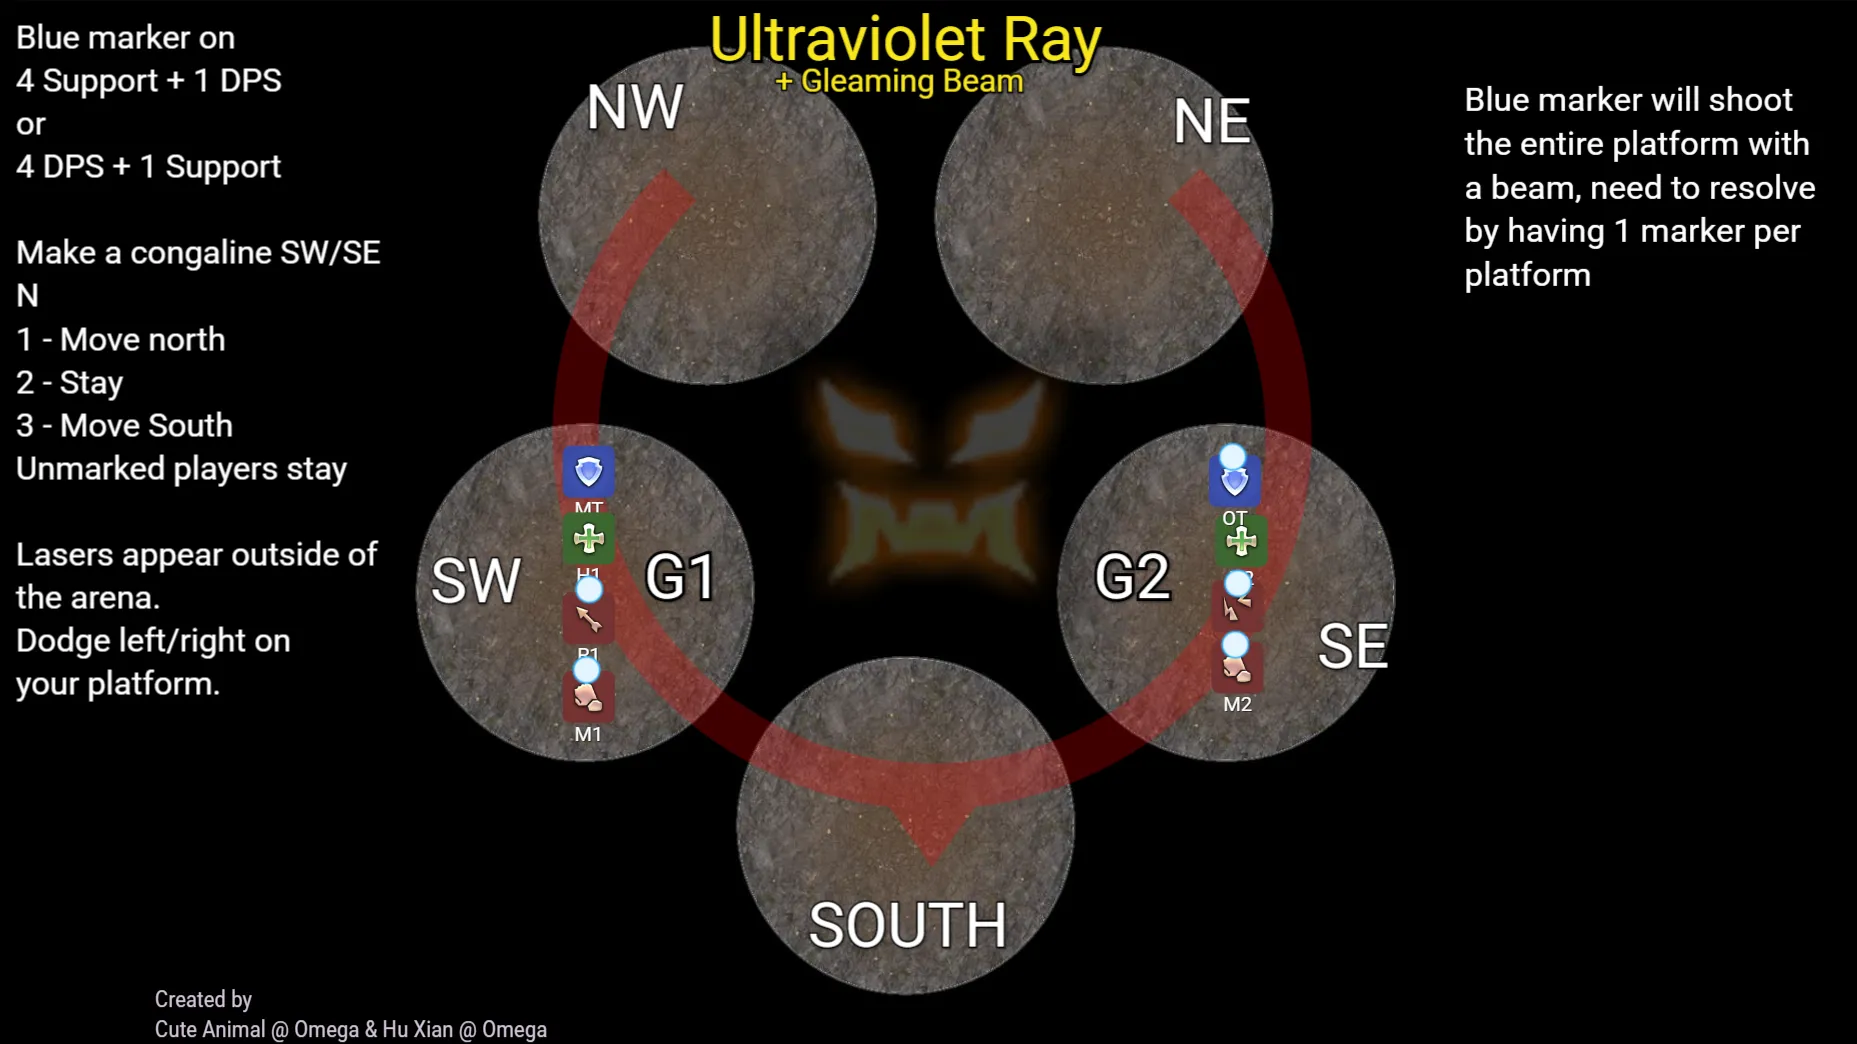 Ultraviolet Ray
+ Gleaming Beam
Blue marker on
4 Support + 1 DPS
or
4 DPS + 1 Support
Make a congaline SW/SE
N
1 - Move north
2 - Stay
3 - Move South
Unmarked players stay
Lasers appear outside of
the arena.
Dodge left/right on
your platform.
NW
NE
Blue marker will shoot
the entire platform with
a beam, need to resolve
by having 1 marker per
platform
MT
H1
SW
G1
R1
M1
OT
G2
SE
M2
SOUTH
Created by
Cute Animal @ Omega & Hu Xian @ Omega